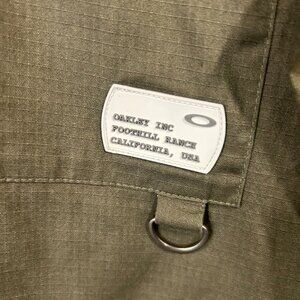 OAKLEY INC
FOOTHILL RANCH
CALIFORNIA, USA